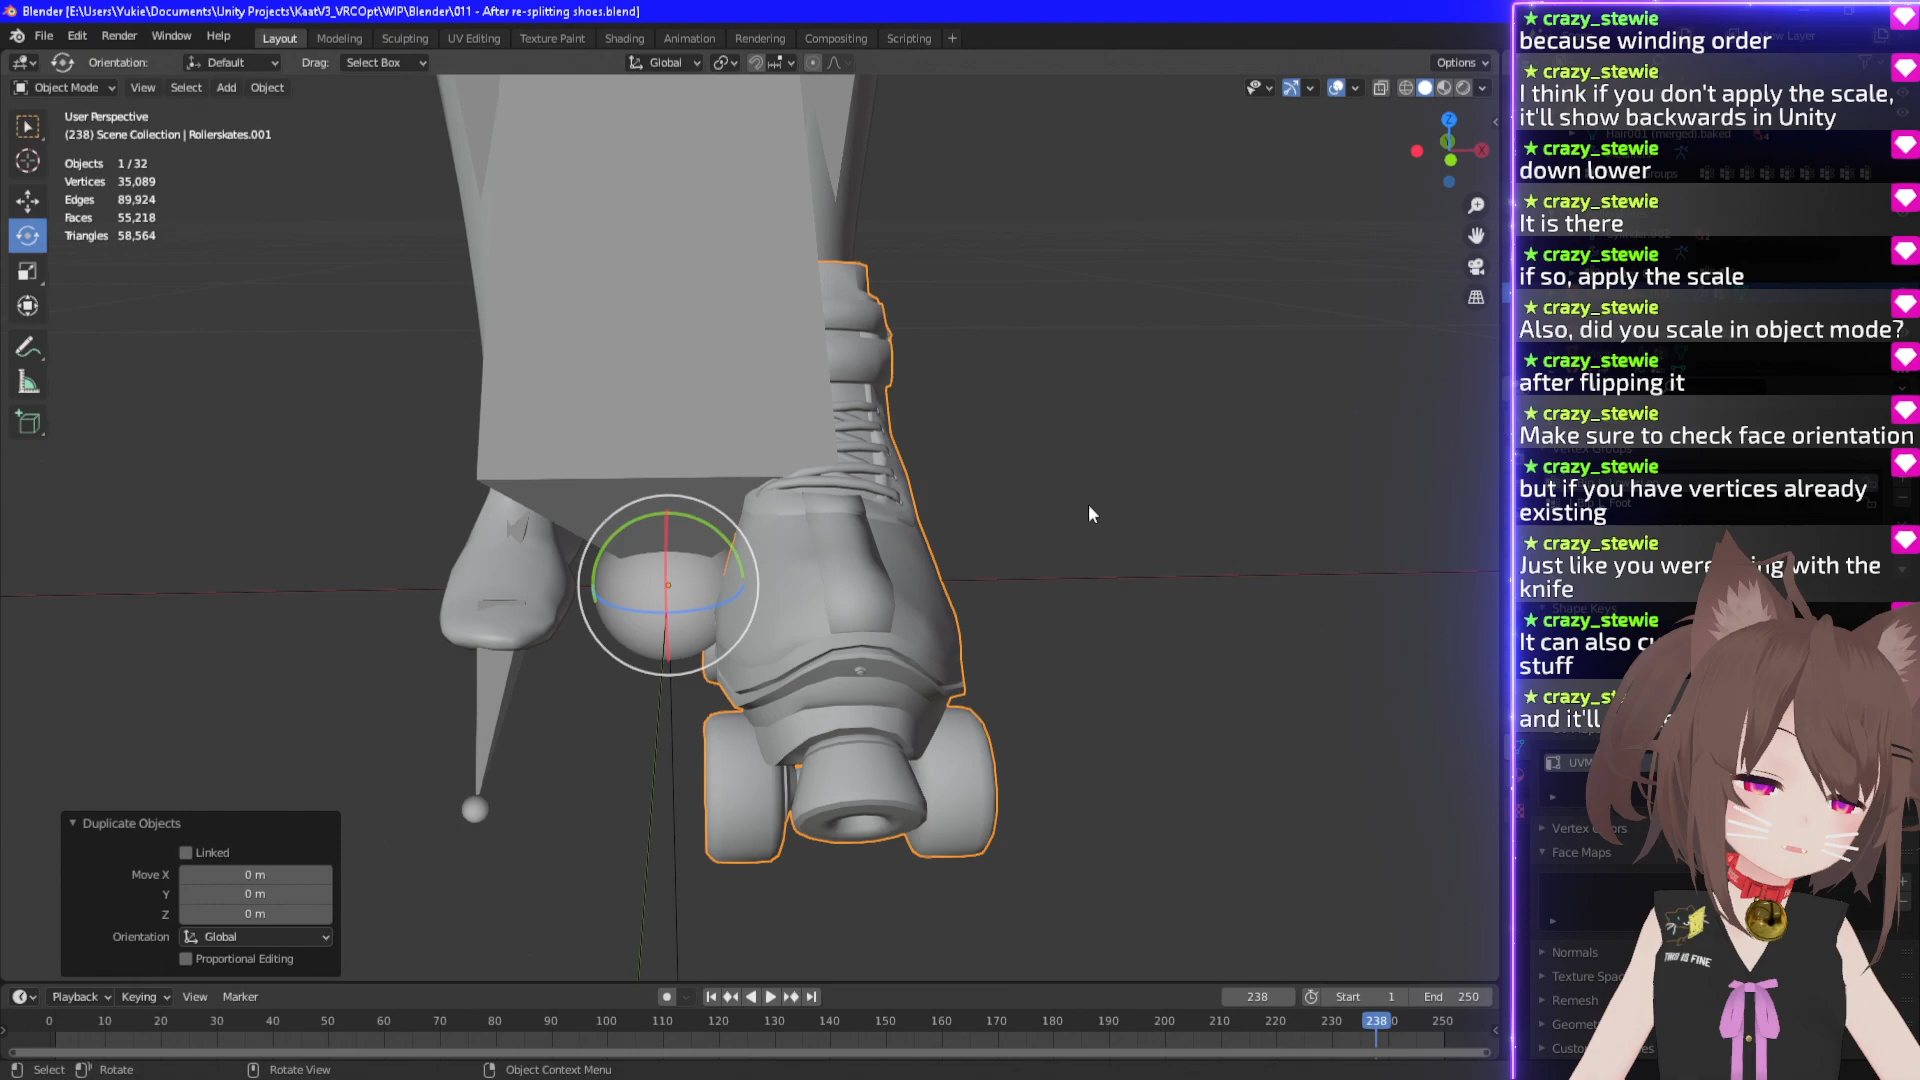 Blender [E:\Users\Yukie\Documents\Unity Projects\KaatV3_VRCOpt\WIP\Blender\011 - After re-splitting shoes.blend]
File Edit Render Window Help
Layout Modeling Sculpting UV Editing Texture Paint Shading Animation Rendering Compositing Scripting +
Orientation: Default Drag: Select Box Global Options
Object Mode View Select Add Object
User Perspective
(238) Scene Collection | Rollerskates.001
Objects 1/32
Vertices 35,089
Edges 89,924
Faces 55,218
Triangles 58,564
Z
X
Duplicate Objects
Linked
Move X 0 m
Y 0 m
Z 0 m
Orientation Global
Proportional Editing
Playback Keying View Marker
238 Start 1 End 250
0 10 20 30 40 50 60 70 80 90 100 110 120 130 140 150 160 170 180 190 200 210 220 230 238 250
Select Rotate Rotate View Object Context Menu
crazy_stewie
because winding order
crazy_stewie
I think if you don't apply the scale,
it'll show backwards in Unity
crazy_stewie
down lower
crazy_stewie
It is there
crazy_stewie
if so, apply the scale
crazy_stewie
Also, did you scale in object mode?
crazy_stewie
after flipping it
crazy_stewie
Make sure to check face orientation
crazy_stewie
but if you have vertices already
existing
crazy_stewie
Just like you were with the
knife
crazy_stewie
It can also
stuff
and it'll
Shape Keys
Face Maps
Normals
Remesh
THIS IS FINE